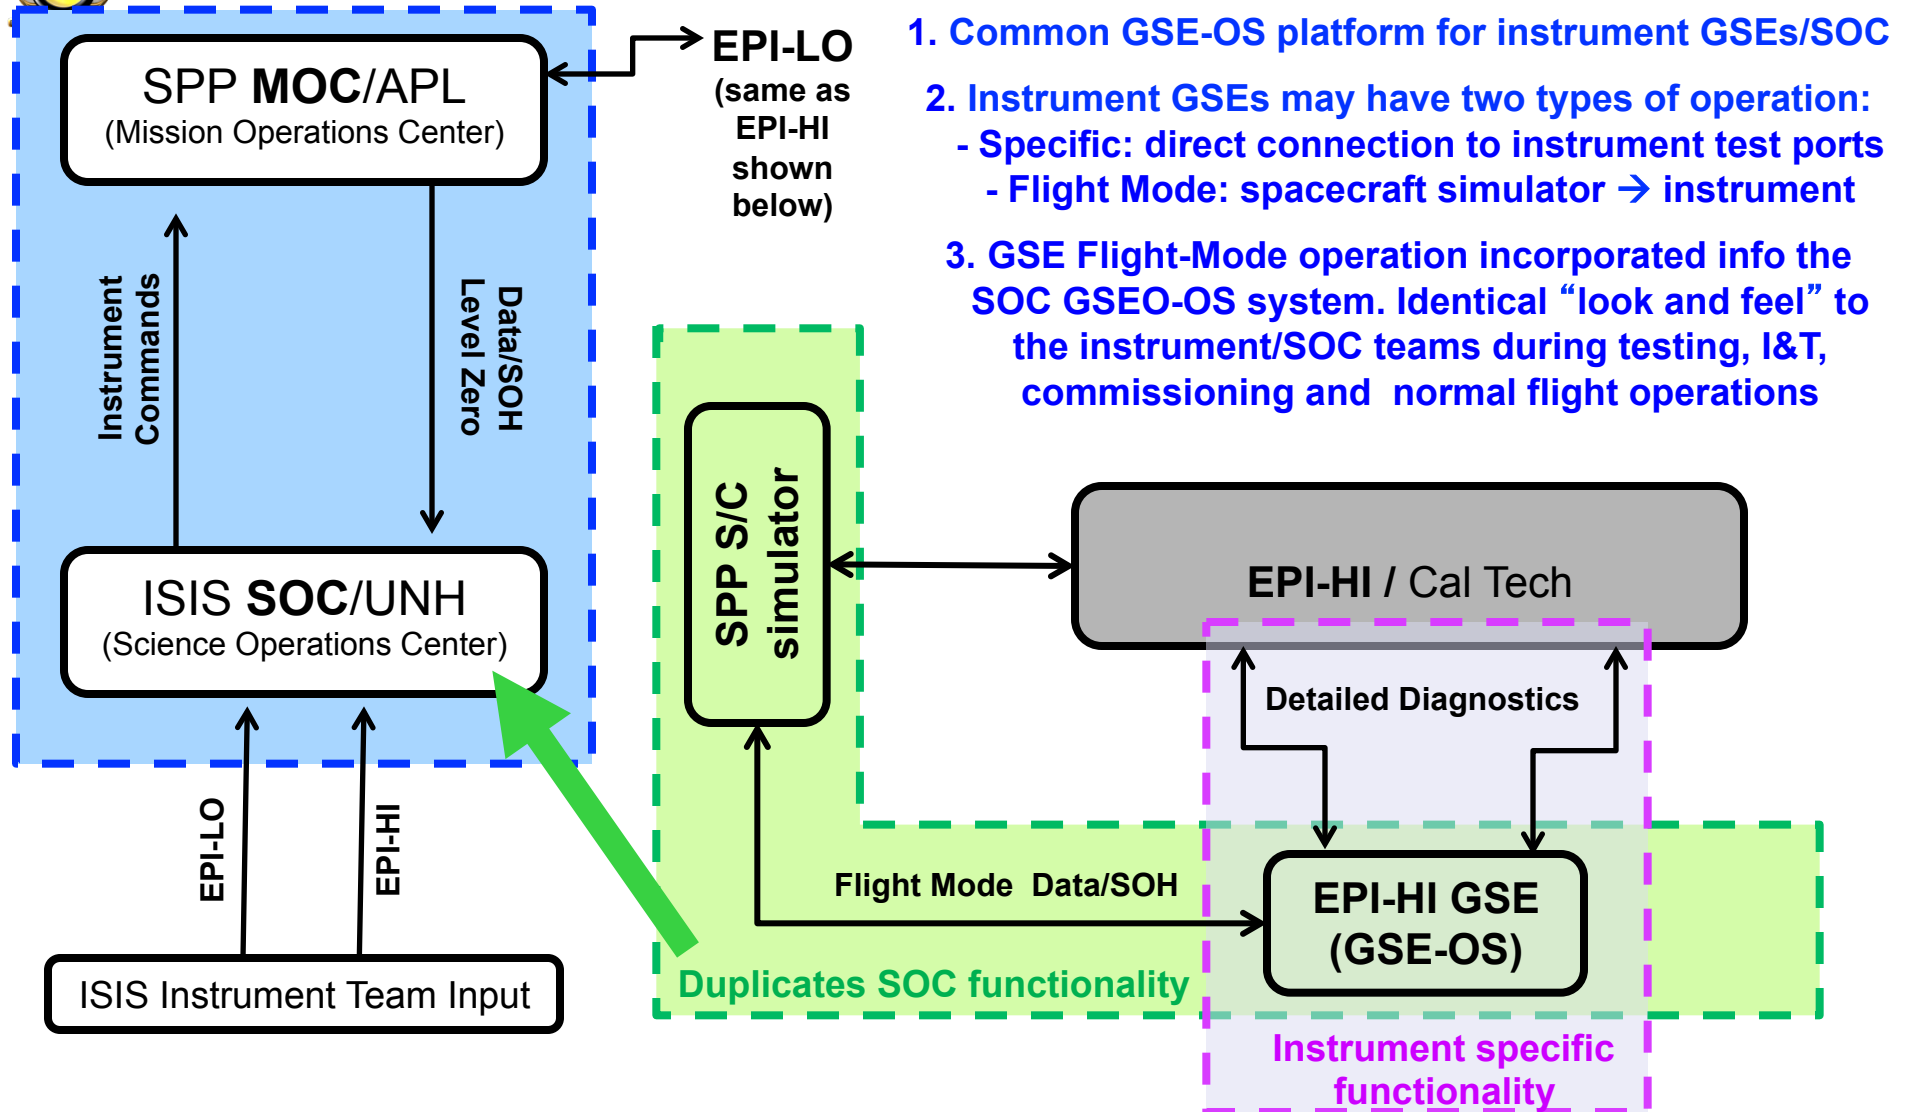 SPP MOC/APL
(Mission Operations Center)
EPI-LO
(same as
EPI-HI
shown
below)
1. Common GSE-OS platform for instrument GSEs/SOC
2. Instrument GSEs may have two types of operation:
- Specific: direct connection to instrument test ports
- Flight Mode: spacecraft simulator → instrument
3. GSE Flight-Mode operation incorporated info the
SOC GSEO-OS system. Identical “look and feel” to
the instrument/SOC teams during testing, I&T,
commissioning and normal flight operations
Instrument
Commands
Data/SOH
Level Zero
ISIS SOC/UNH
(Science Operations Center)
EPI-LO
EPI-HI
ISIS Instrument Team Input
SPP S/C
simulator
EPI-HI / Cal Tech
Detailed Diagnostics
Flight Mode Data/SOH
EPI-HI GSE
(GSE-OS)
Duplicates SOC functionality
Instrument specific
functionality